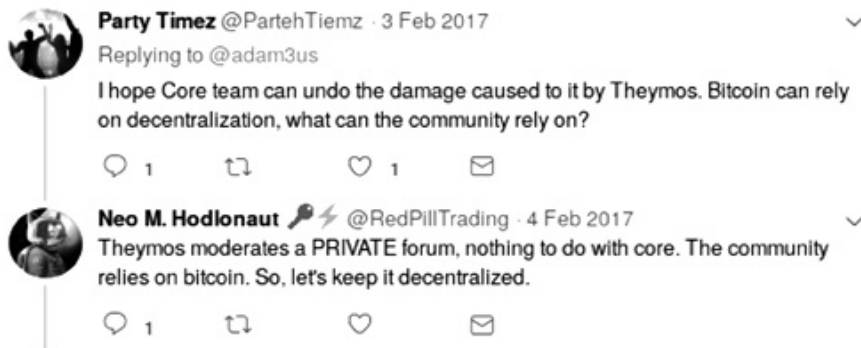 Party Timez @PartehTiemz · 3 Feb 2017
Replying to @adam3us
I hope Core team can undo the damage caused to it by Theymos. Bitcoin can rely
on decentralization, what can the community rely on?
1 1
Neo M. Hodlonaut 🔑⚡ @RedPillTrading · 4 Feb 2017
Theymos moderates a PRIVATE forum, nothing to do with core. The community
relies on bitcoin. So, let's keep it decentralized.
1